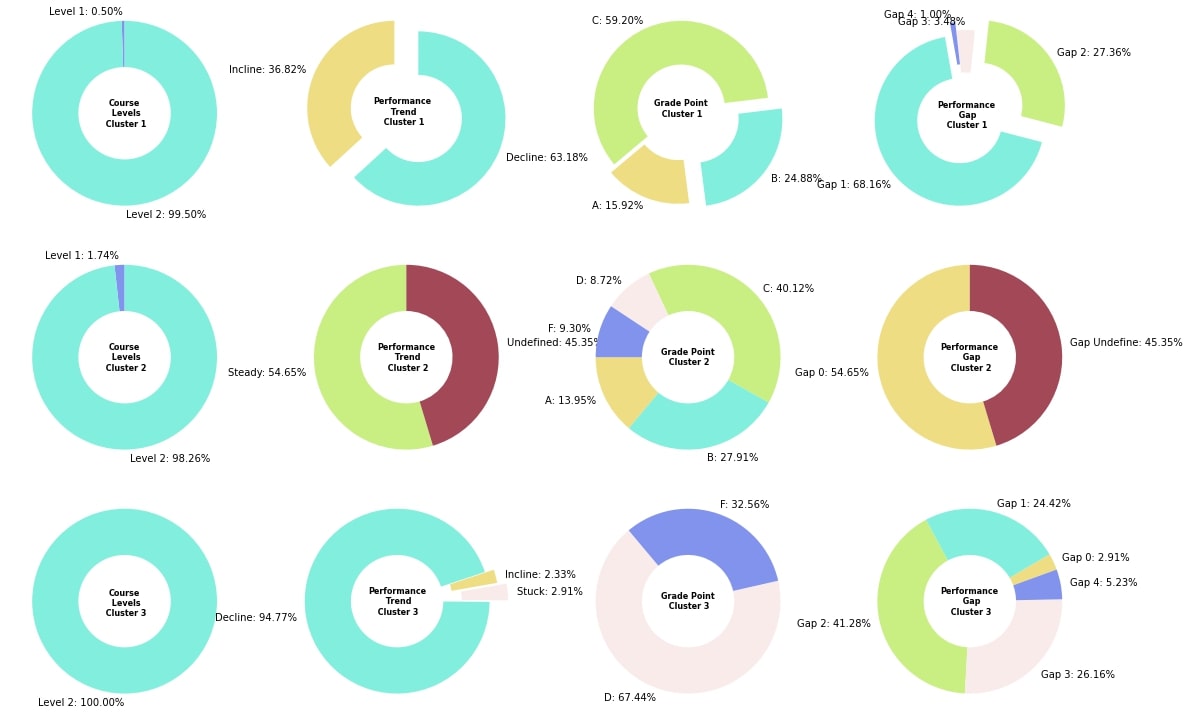 Level 1: 0.50%
Course
Levels
Cluster 1
Level 2: 99.50%
Incline: 36.82%
Performance
Trend
Cluster 1
Decline: 63.18%
C: 59.20%
Grade Point
Cluster 1
B: 24.88%
A: 15.92%
Gap 4: 1.00%
Gap 3: 3.48%
Gap 2: 27.36%
Performance
Gap
Cluster 1
Gap 1: 68.16%
Level 1: 1.74%
Course
Levels
Cluster 2
Level 2: 98.26%
Performance
Trend
Cluster 2
Undefined: 45.35%
Steady: 54.65%
D: 8.72%
C: 40.12%
F: 9.30%
Grade Point
Cluster 2
A: 13.95%
B: 27.91%
Performance
Gap
Cluster 2
Gap Undefine: 45.35%
Gap 0: 54.65%
Course
Levels
Cluster 3
Level 2: 100.00%
Incline: 2.33%
Stuck: 2.91%
Performance
Trend
Cluster 3
Decline: 94.77%
F: 32.56%
Grade Point
Cluster 3
D: 67.44%
Gap 1: 24.42%
Gap 0: 2.91%
Gap 4: 5.23%
Performance
Gap
Cluster 3
Gap 2: 41.28%
Gap 3: 26.16%